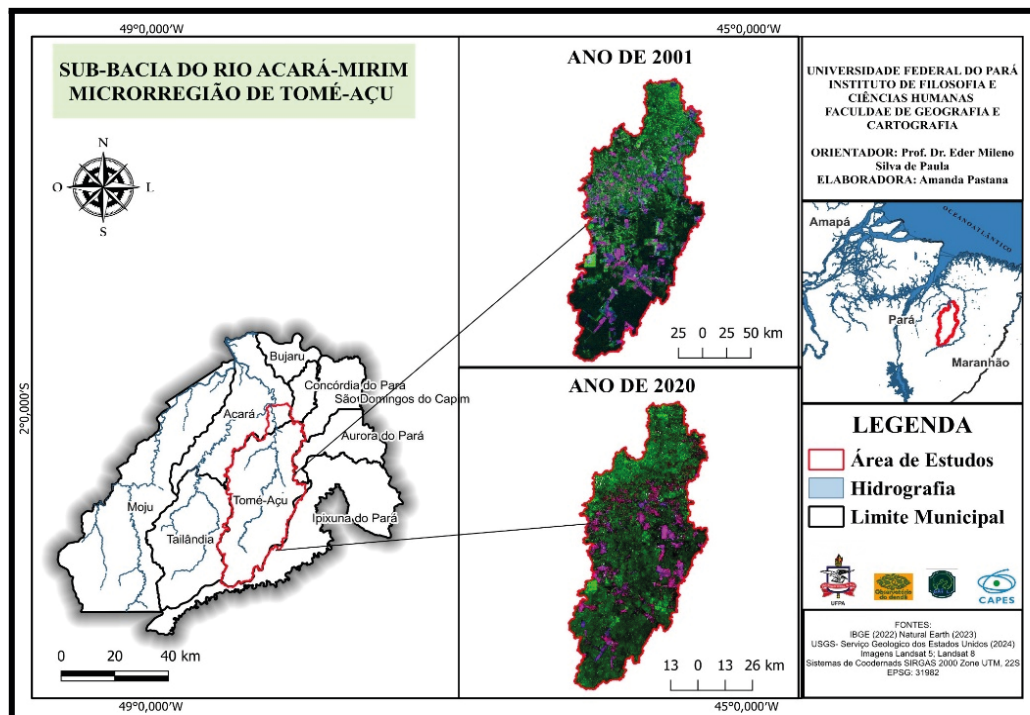 49°0,000'W
45°0,000'W
SUB-BACIA DO RIO ACARÁ-MIRIM
MICRORREGIÃO DE TOMÉ-AÇU
N
O
L
S
2°0,000'S
Bujaru
Concórdia do Pará
São Domingos do Capim
Acará
Aurora do Pará
Moju
Tomé-Açu
Ipixuna do Pará
Tailândia
0 20 40 km
ANO DE 2001
25 0 25 50 km
ANO DE 2020
13 0 13 26 km
UNIVERSIDADE FEDERAL DO PARÁ
INSTITUTO DE FILOSOFIA E
CIÊNCIAS HUMANAS
FACULDAE DE GEOGRAFIA E
CARTOGRAFIA
ORIENTADOR: Prof. Dr. Eder Mileno
Silva de Paula
ELABORADORA: Amanda Pastana
Amapá
OCEANO ATLÂNTICO
Pará
Maranhão
LEGENDA
Área de Estudos
Hidrografia
Limite Municipal
UFPA
CAPES
FONTES:
IBGE (2022) Natural Earth (2023)
USGS- Serviço Geologico dos Estados Unidos (2024)
Imagens Landsat 5; Landsat 8
Sistemas de Coodernads SIRGAS 2000 Zone UTM, 22S
EPSG: 31982
49°0,000'W
45°0,000'W